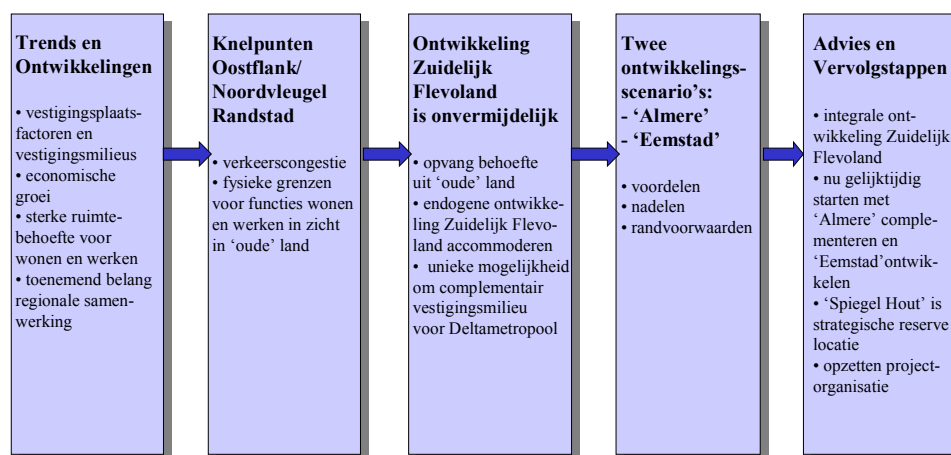 Trends en
Ontwikkelingen
• vestigingsplaats-
factoren en
vestigingsmilieus
• economische
groei
• sterke ruimte-
behoefte voor
wonen en werken
• toenemend belang
regionale samen-
werking
Knelpunten
Oostflank/
Noordvleugel
Randstad
• verkeerscongestie
• fysieke grenzen
voor functies wonen
en werken in zicht
in ‘oude’ land
Ontwikkeling
Zuidelijk
Flevoland
is onvermijdelijk
• opvang behoefte
uit ‘oude’ land
• endogene ontwikke-
ling Zuidelijk Flevo-
land accommoderen
• unieke mogelijkheid
om complementair
vestigingsmilieu
voor Deltametropool
Twee
ontwikkelings-
scenario’s:
- ‘Almere’
- ‘Eemstad’
• voordelen
• nadelen
• randvoorwaarden
Advies en
Vervolgstappen
• integrale ont-
wikkeling Zuidelijk
Flevoland
• nu gelijktijdig
starten met
‘Almere’ comple-
menteren en
‘Eemstad’ontwik-
kelen
• ‘Spiegel Hout’ is
strategische reserve
locatie
• opzetten project-
organisatie